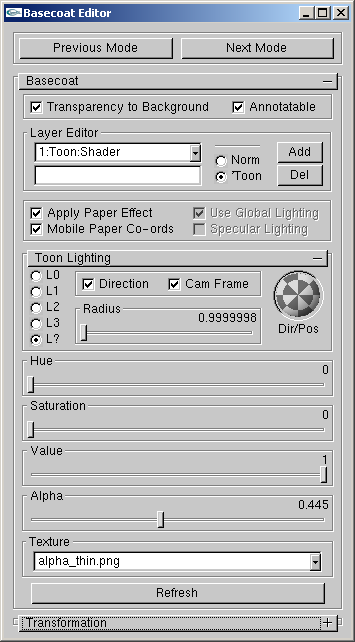 Basecoat Editor
Previous Mode Next Mode
Basecoat
Transparency to Background Annotatable
Layer Editor
1:Toon:Shader Norm Add
'Toon Del
Apply Paper Effect Use Global Lighting
Mobile Paper Co-ords Specular Lighting
Toon Lighting
L0
L1 Direction Cam Frame
L2 Radius
L3 0.9999998
L? Dir/Pos
Hue
0
Saturation
0
Value
1
Alpha
0.445
Texture
alpha_thin.png
Refresh
Transformation